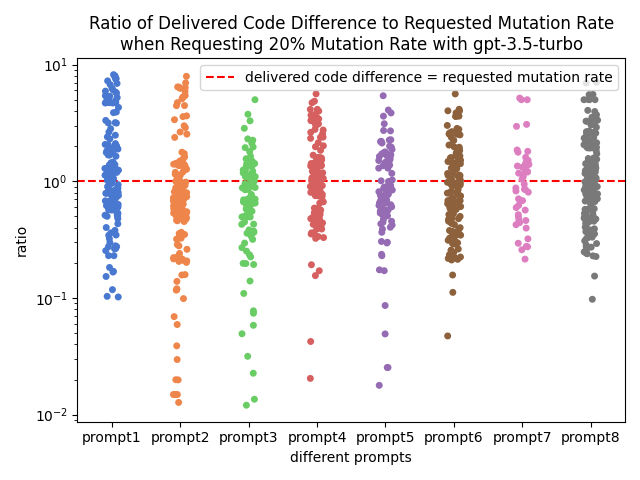 Ratio of Delivered Code Difference to Requested Mutation Rate
when Requesting 20% Mutation Rate with gpt-3.5-turbo
delivered code difference = requested mutation rate
ratio
10¹
10⁰
10⁻¹
10⁻²
prompt1 prompt2 prompt3 prompt4 prompt5 prompt6 prompt7 prompt8
different prompts